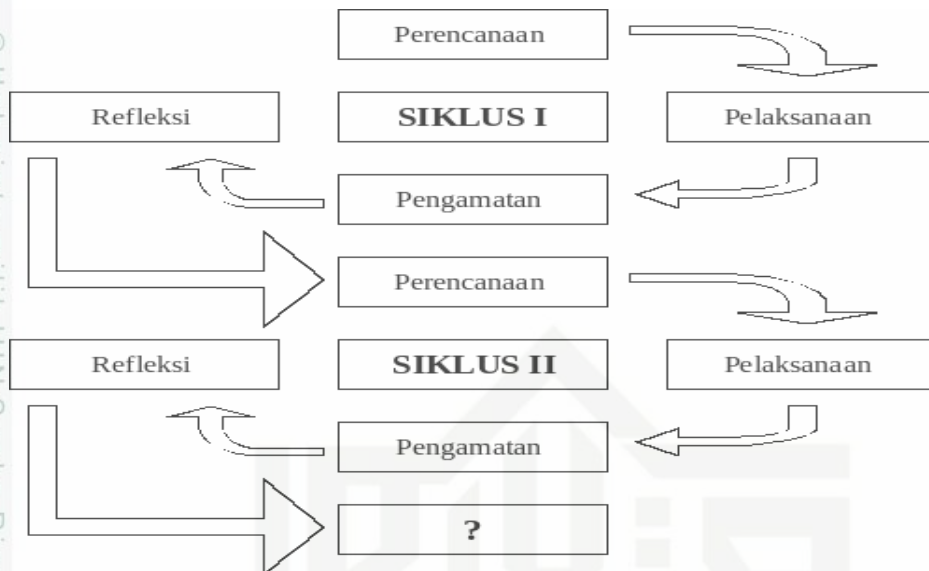 Perencanaan
Refleksi
SIKLUS I
Pelaksanaan
Pengamatan
Perencanaan
Refleksi
SIKLUS II
Pelaksanaan
Pengamatan
?